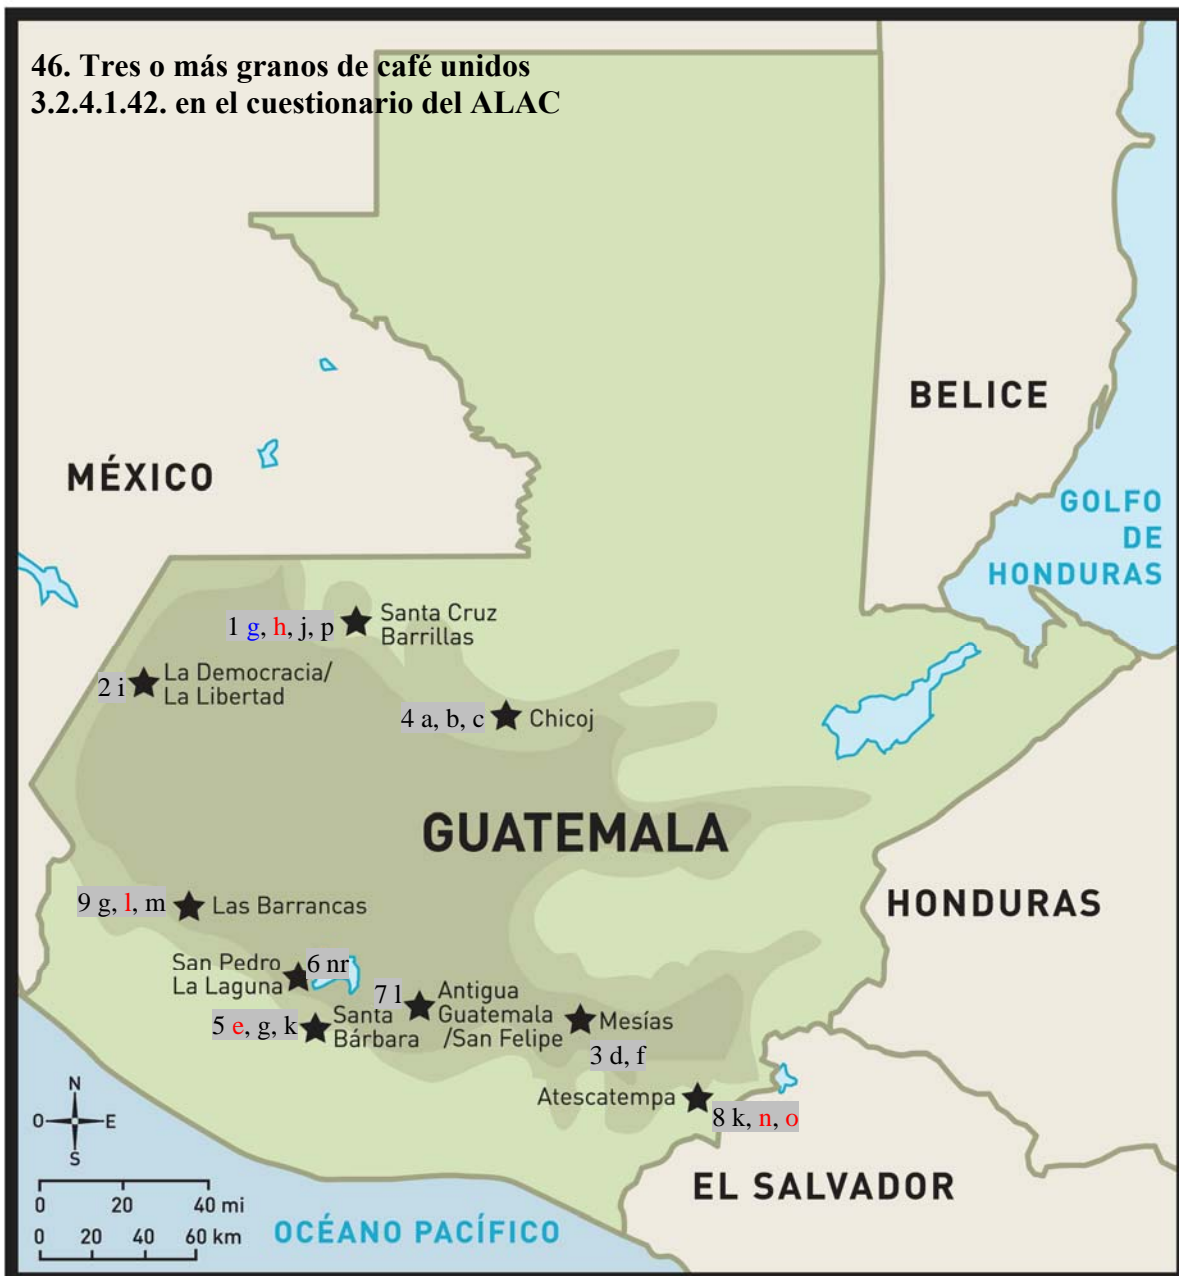 46. Tres o más granos de café unidos
3.2.4.1.42. en el cuestionario del ALAC
BELICE
MÉXICO
GOLFO
DE
HONDURAS
1 g, h, j, p
Santa Cruz
Barrillas
2 i
La Democracia/
La Libertad
4 a, b, c
Chicoj
GUATEMALA
HONDURAS
9 g, l, m
Las Barrancas
San Pedro
La Laguna
6 nr
7 l
Antigua
Guatemala
/San Felipe
5 e, g, k
Santa
Bárbara
Mesías
3 d, f
Atescatempa
8 k, n, o
N
O
E
S
0 20 40 mi
0 20 40 60 km
OCÉANO PACÍFICO
EL SALVADOR